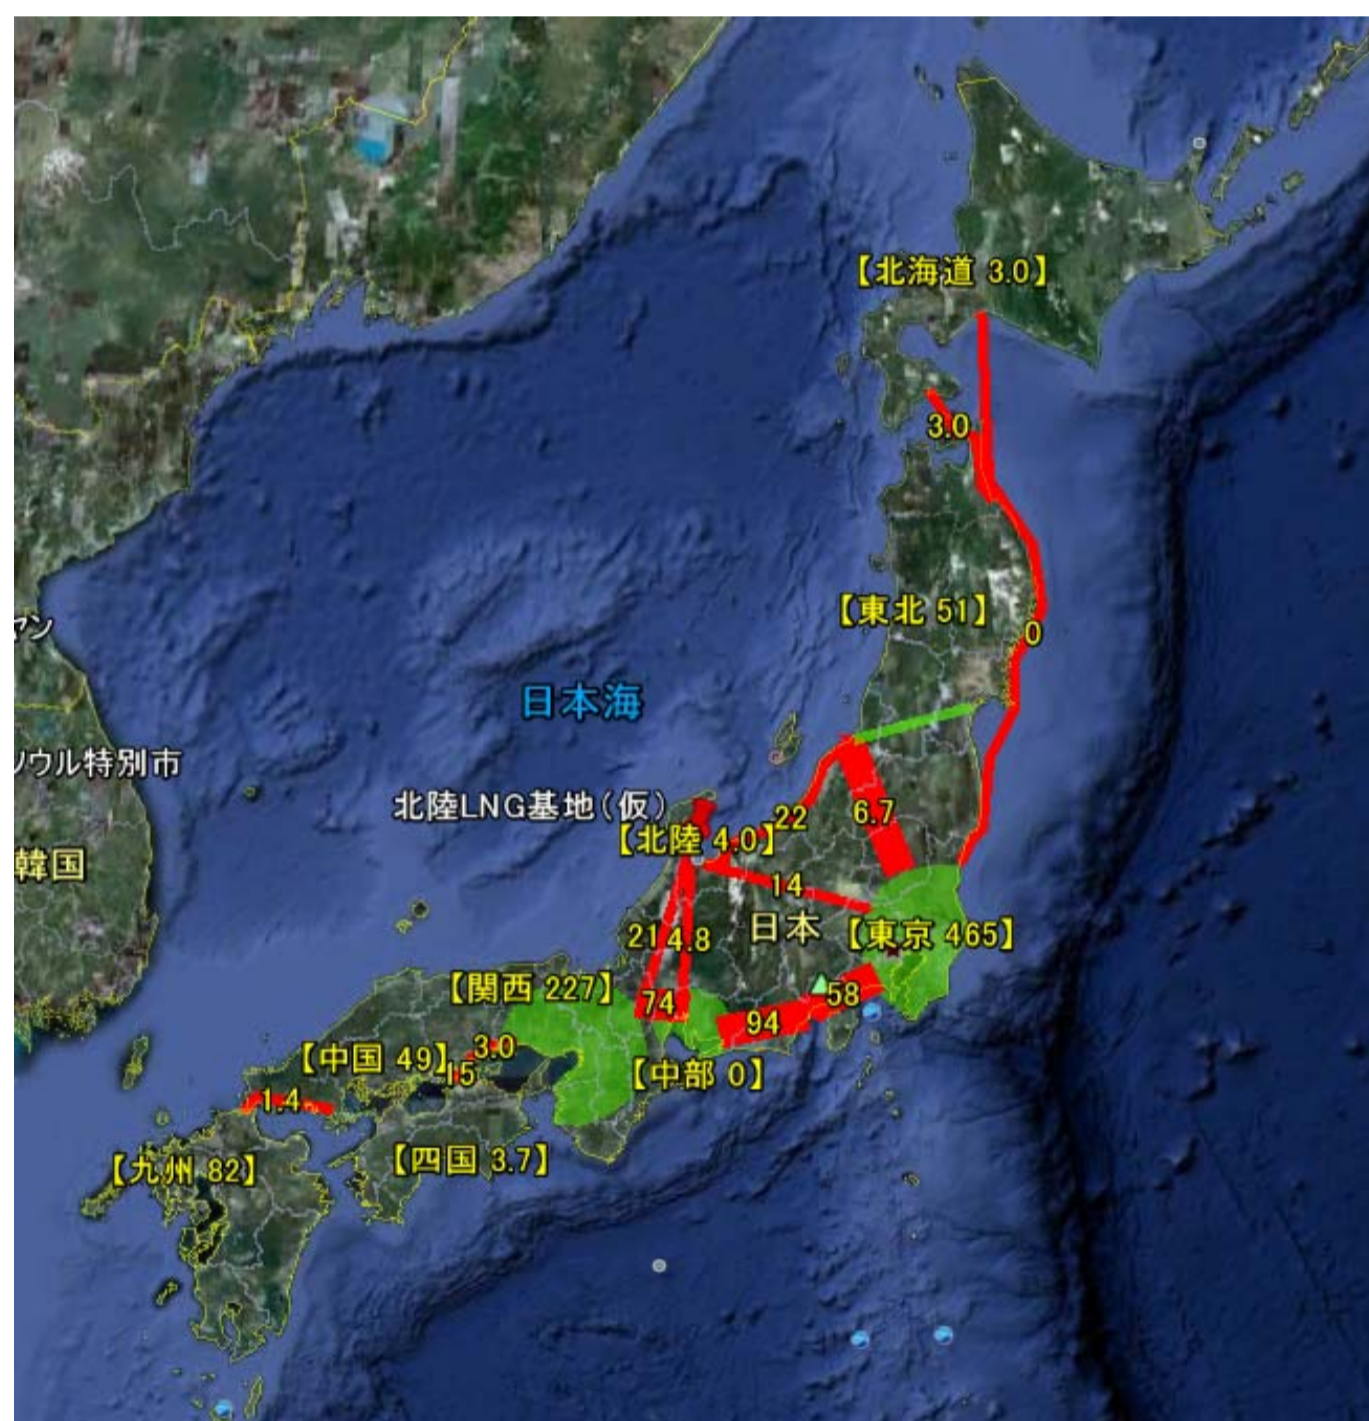 【北海道 3.0】
3.0
【東北 51】
0
ヤン
日本海
ソウル特別市
北陸LNG基地(仮)
22
6.7
【北陸 4.0】
韓国
14
日本
【東京 465】
21
4.8
【関西 227】
74
58
94
3.0
【中国 49】
15
【中部 0】
1.4
【四国 3.7】
【九州 82】